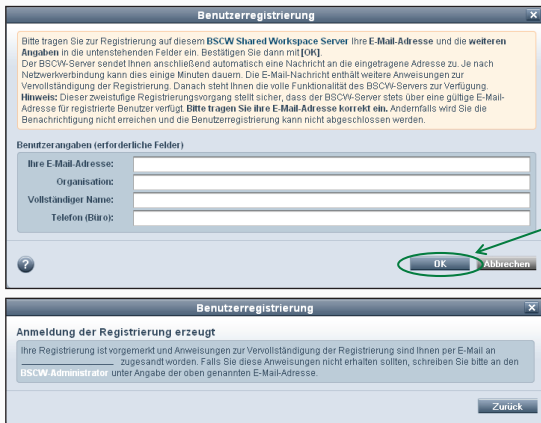 Benutzerregistrierung
X
Bitte tragen Sie zur Registrierung auf diesem BSCW Shared Workspace Server Ihre E-Mail-Adresse und die weiteren
Angaben in die untenstehenden Felder ein. Bestätigen Sie dann mit [OK].
Der BSCW-Server sendet Ihnen anschließend automatisch eine Nachricht an die eingetragene Adresse zu. Je nach
Netzwerkverbindung kann dies einige Minuten dauern. Die E-Mail-Nachricht enthält weitere Anweisungen zur
Vervollständigung der Registrierung. Danach steht Ihnen die volle Funktionalität des BSCW-Servers zur Verfügung.
Hinweis: Dieser zweistufige Registrierungsvorgang stellt sicher, dass der BSCW-Server stets über eine gültige E-Mail-
Adresse für registrierte Benutzer verfügt. Bitte tragen Sie ihre E-Mail-Adresse korrekt ein. Andernfalls wird Sie die
Benachrichtigung nicht erreichen und die Benutzerregistrierung kann nicht abgeschlossen werden.
Benutzerangaben (erforderliche Felder)
Ihre E-Mail-Adresse:
Organisation:
Vollständiger Name:
Telefon (Büro):
?
OK
Abbrechen
Benutzerregistrierung
X
Anmeldung der Registrierung erzeugt
Ihre Registrierung ist vorgemerkt und Anweisungen zur Vervollständigung der Registrierung sind Ihnen per E-Mail an
zugesandt worden. Falls Sie diese Anweisungen nicht erhalten sollten, schreiben Sie bitte an den
BSCW-Administrator unter Angabe der oben genannten E-Mail-Adresse.
Zurück